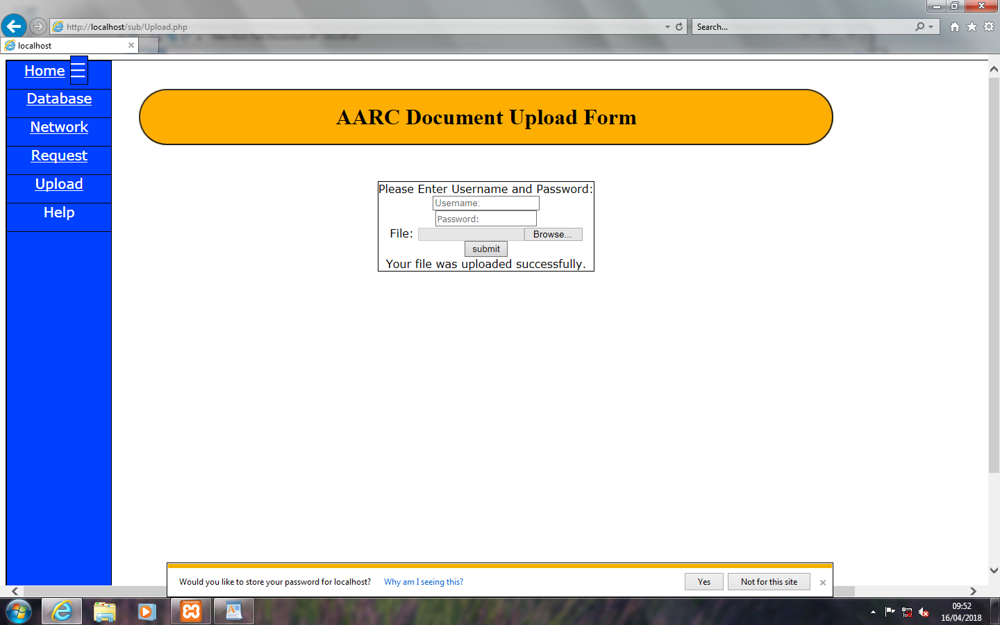 http://localhost/sub/Upload.php
Search...
localhost
Home
Database
Network
Request
Upload
Help
AARC Document Upload Form
Please Enter Username and Password:
Username:
Password:
File: Browse...
submit
Your file was uploaded successfully.
Would you like to store your password for localhost? Why am I seeing this? Yes Not for this site
09:52
16/04/2018